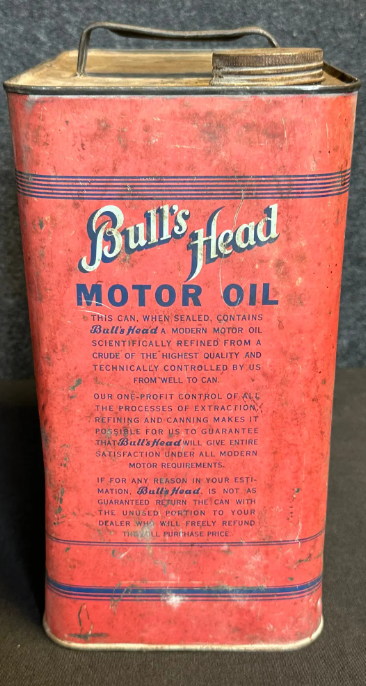 Bull's Head
MOTOR OIL
THIS CAN, WHEN SEALED, CONTAINS
Bull's Head A MODERN MOTOR OIL
SCIENTIFICALLY REFINED FROM A
CRUDE OF THE HIGHEST QUALITY AND
TECHNICALLY CONTROLLED BY US
FROM WELL TO CAN.
OUR ONE-PROFIT CONTROL OF ALL
THE PROCESSES OF EXTRACTION,
REFINING AND CANNING MAKES IT
POSSIBLE FOR US TO GUARANTEE
THAT Bull's Head WILL GIVE ENTIRE
SATISFACTION UNDER ALL MODERN
MOTOR REQUIREMENTS.
IF FOR ANY REASON IN YOUR ESTI-
MATION, Bull's Head, IS NOT AS
GUARANTEED RETURN THE CAN WITH
THE UNUSED PORTION TO YOUR
DEALER WHO WILL FREELY REFUND
THE FULL PURCHASE PRICE.